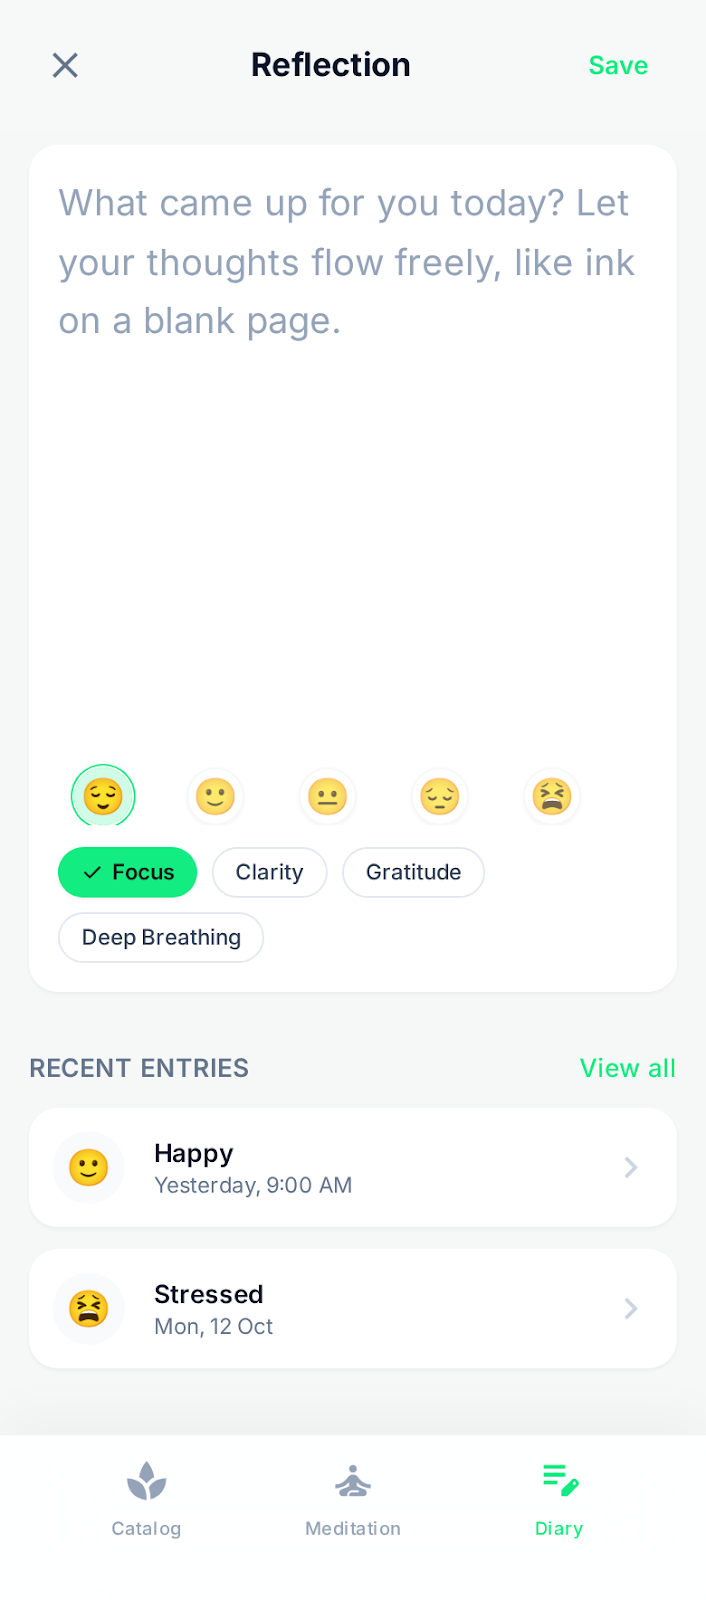 Reflection
Save
What came up for you today? Let
your thoughts flow freely, like ink
on a blank page.
Focus
Clarity
Gratitude
Deep Breathing
RECENT ENTRIES
View all
Happy
Yesterday, 9:00 AM
Stressed
Mon, 12 Oct
Catalog
Meditation
Diary